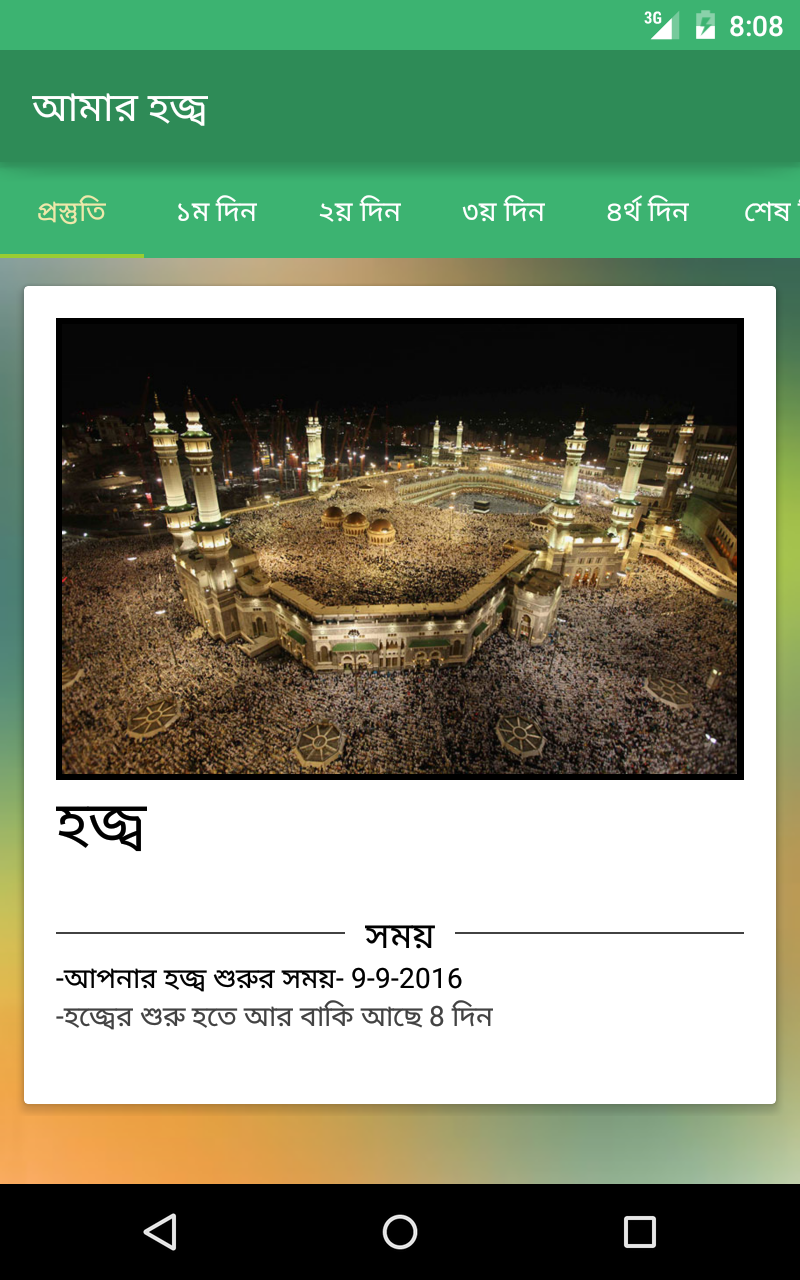 3G 8:08
আমার হজ্ব
প্রস্তুতি ১ম দিন ২য় দিন ৩য় দিন ৪র্থ দিন শেষ
হজ্ব
সময়
-আপনার হজ্ব শুরুর সময়- 9-9-2016
-হজ্বের শুরু হতে আর বাকি আছে 8 দিন